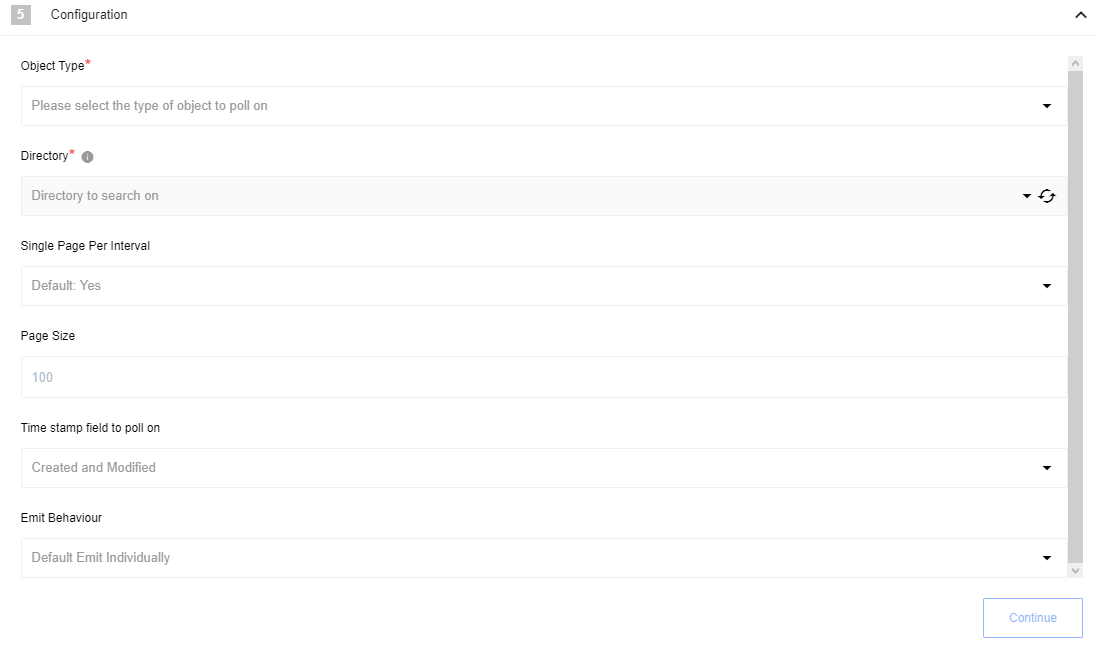 5 Configuration
Object Type*
Please select the type of object to poll on
Directory*
Directory to search on
Single Page Per Interval
Default: Yes
Page Size
100
Time stamp field to poll on
Created and Modified
Emit Behaviour
Default Emit Individually
Continue